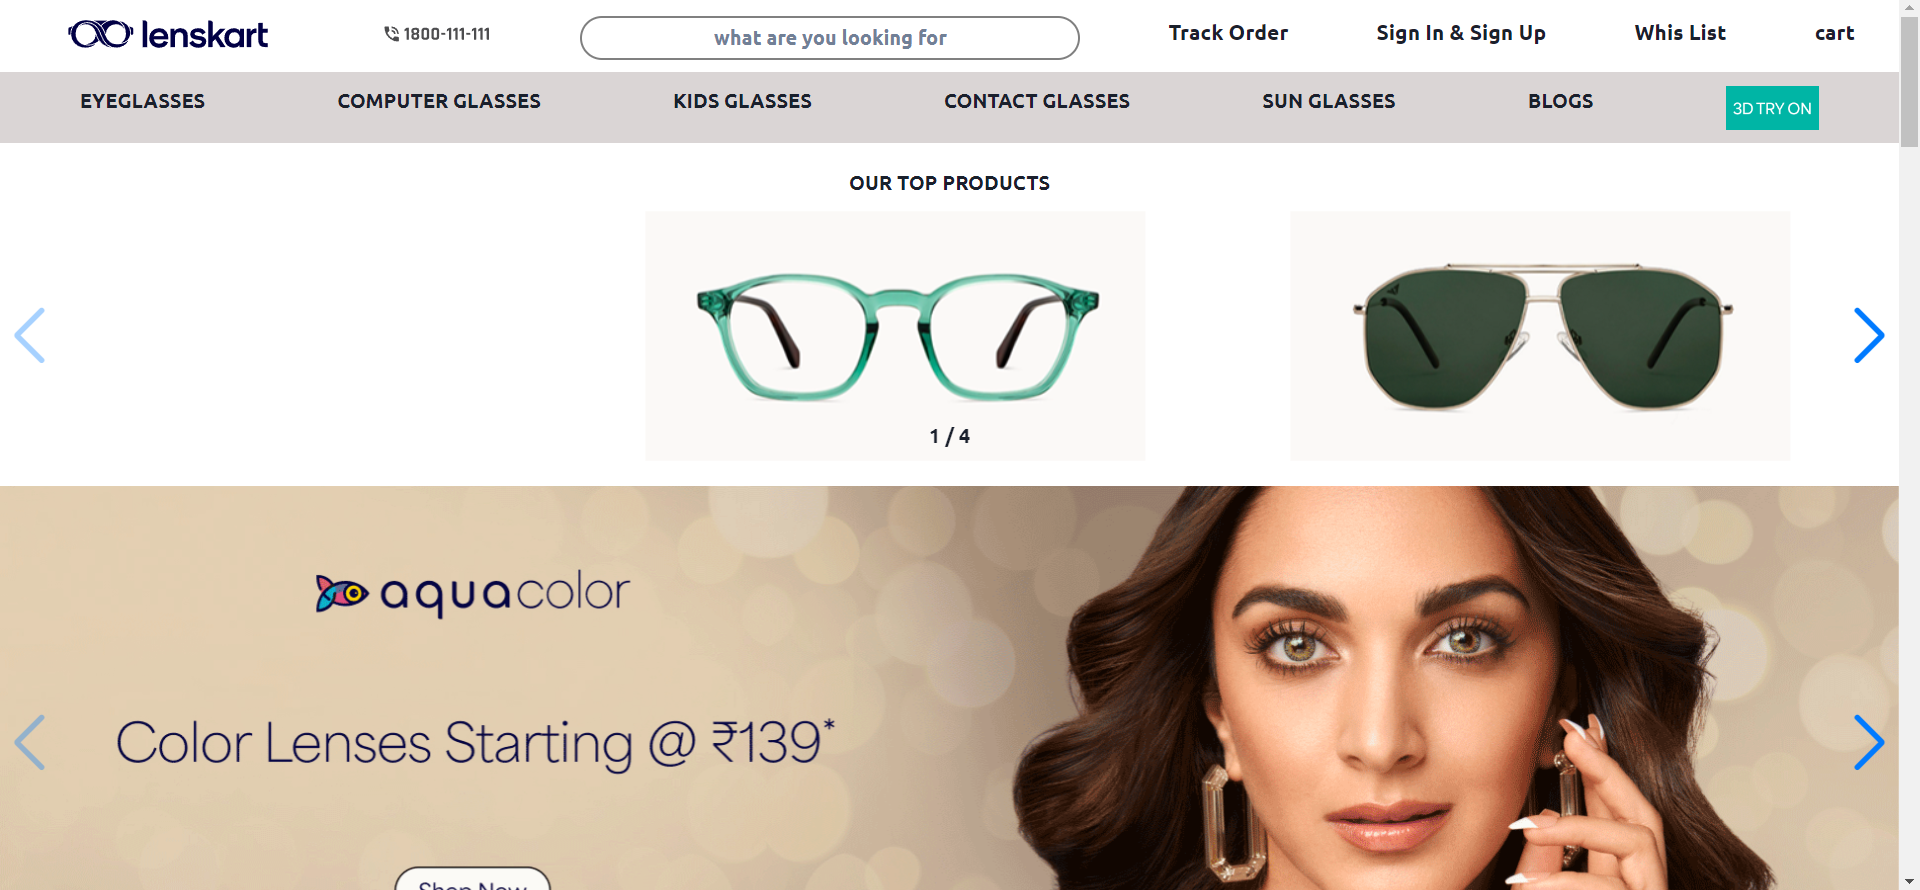 lenskart
1800-111-111
what are you looking for
Track Order
Sign In & Sign Up
Whis List
cart
EYEGLASSES
COMPUTER GLASSES
KIDS GLASSES
CONTACT GLASSES
SUN GLASSES
BLOGS
3D TRY ON
OUR TOP PRODUCTS
1 / 4
aquacolor
Color Lenses Starting @ ₹139*
Shop Now